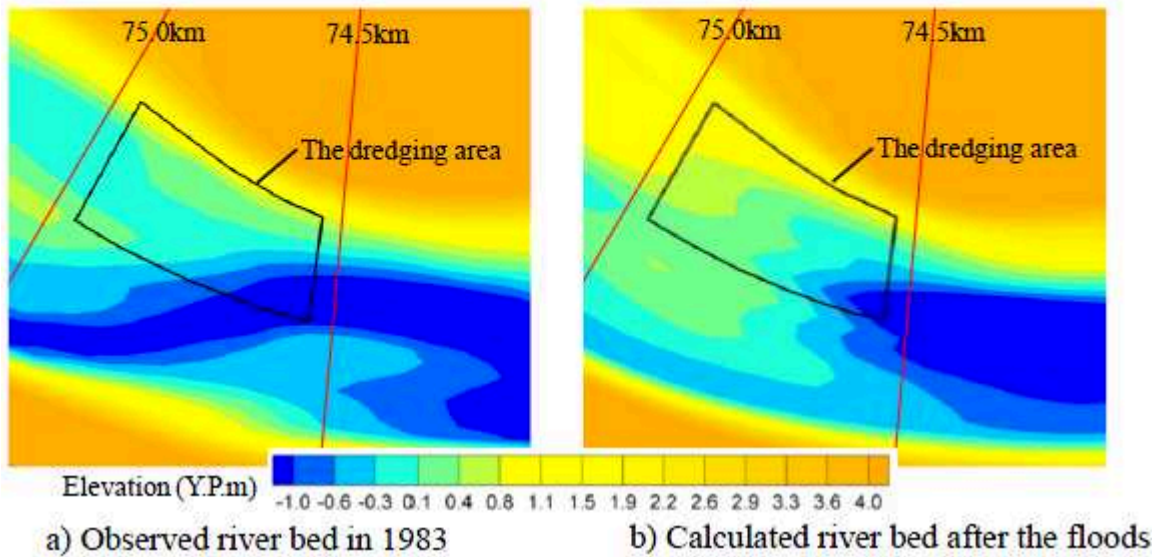 75.0km 74.5km
The dredging area
75.0km 74.5km
The dredging area
Elevation (Y.P.m)
-1.0 -0.6 -0.3 0.1 0.4 0.8 1.1 1.5 1.9 2.2 2.6 2.9 3.3 3.6 4.0
a) Observed river bed in 1983
b) Calculated river bed after the floods